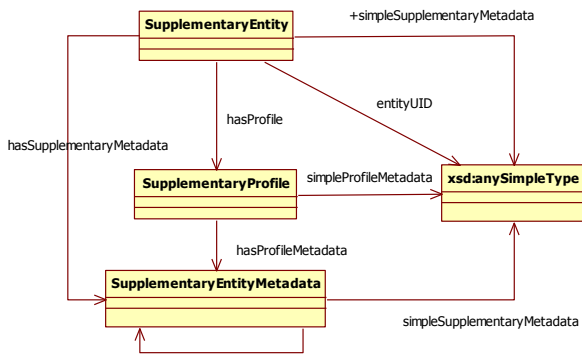 +simpleSupplementaryMetadata
SupplementaryEntity
entityUID
hasProfile
hasSupplementaryMetadata
SupplementaryProfile
simpleProfileMetadata
xsd:anySimpleType
hasProfileMetadata
SupplementaryEntityMetadata
simpleSupplementaryMetadata